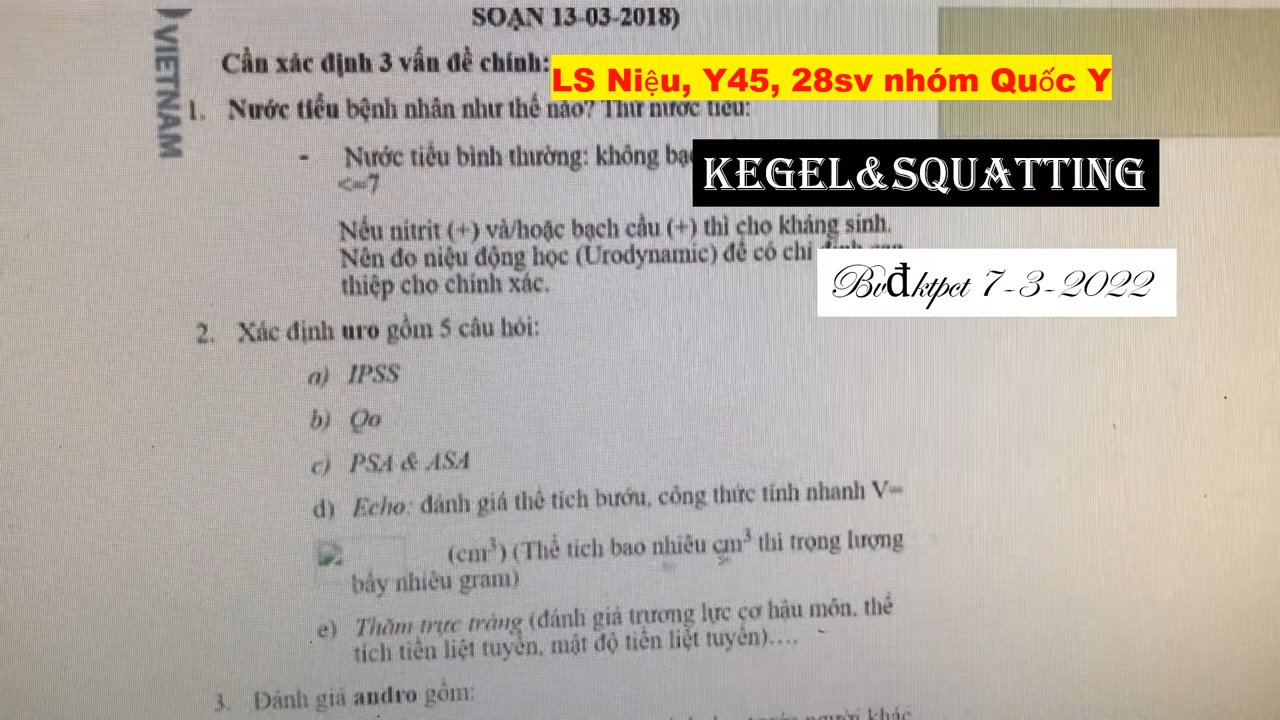 SOẠN 13-03-2018)
VIETNAM
Cần xác định 3 vấn đề chính:
LS Niệu, Y45, 28sv nhóm Quốc Y
1. Nước tiểu bệnh nhân như thế nào? Thử nước tiểu:
- Nước tiểu bình thường: không
<=7
KEGEL&SQUATTING
Nếu nitrit (+) và/hoặc bạch cầu (+) thì cho kháng sinh.
Nên đo niệu động học (Urodynamic) để có chỉ định can
thiệp cho chính xác.
Bvđktpct 7-3-2022
2. Xác định uro gồm 5 câu hỏi:
a) IPSS
b) Qo
c) PSA & ASA
d) Echo: đánh giá thể tích bướu, công thức tính nhanh V=
(cm³) (Thể tích bao nhiêu cm³ thì trọng lượng
bấy nhiêu gram)
e) Thăm trực tràng (đánh giá trương lực cơ hậu môn, thể
tích tiền liệt tuyến, mật độ tiền liệt tuyến)….
3. Đánh giá andro gồm: